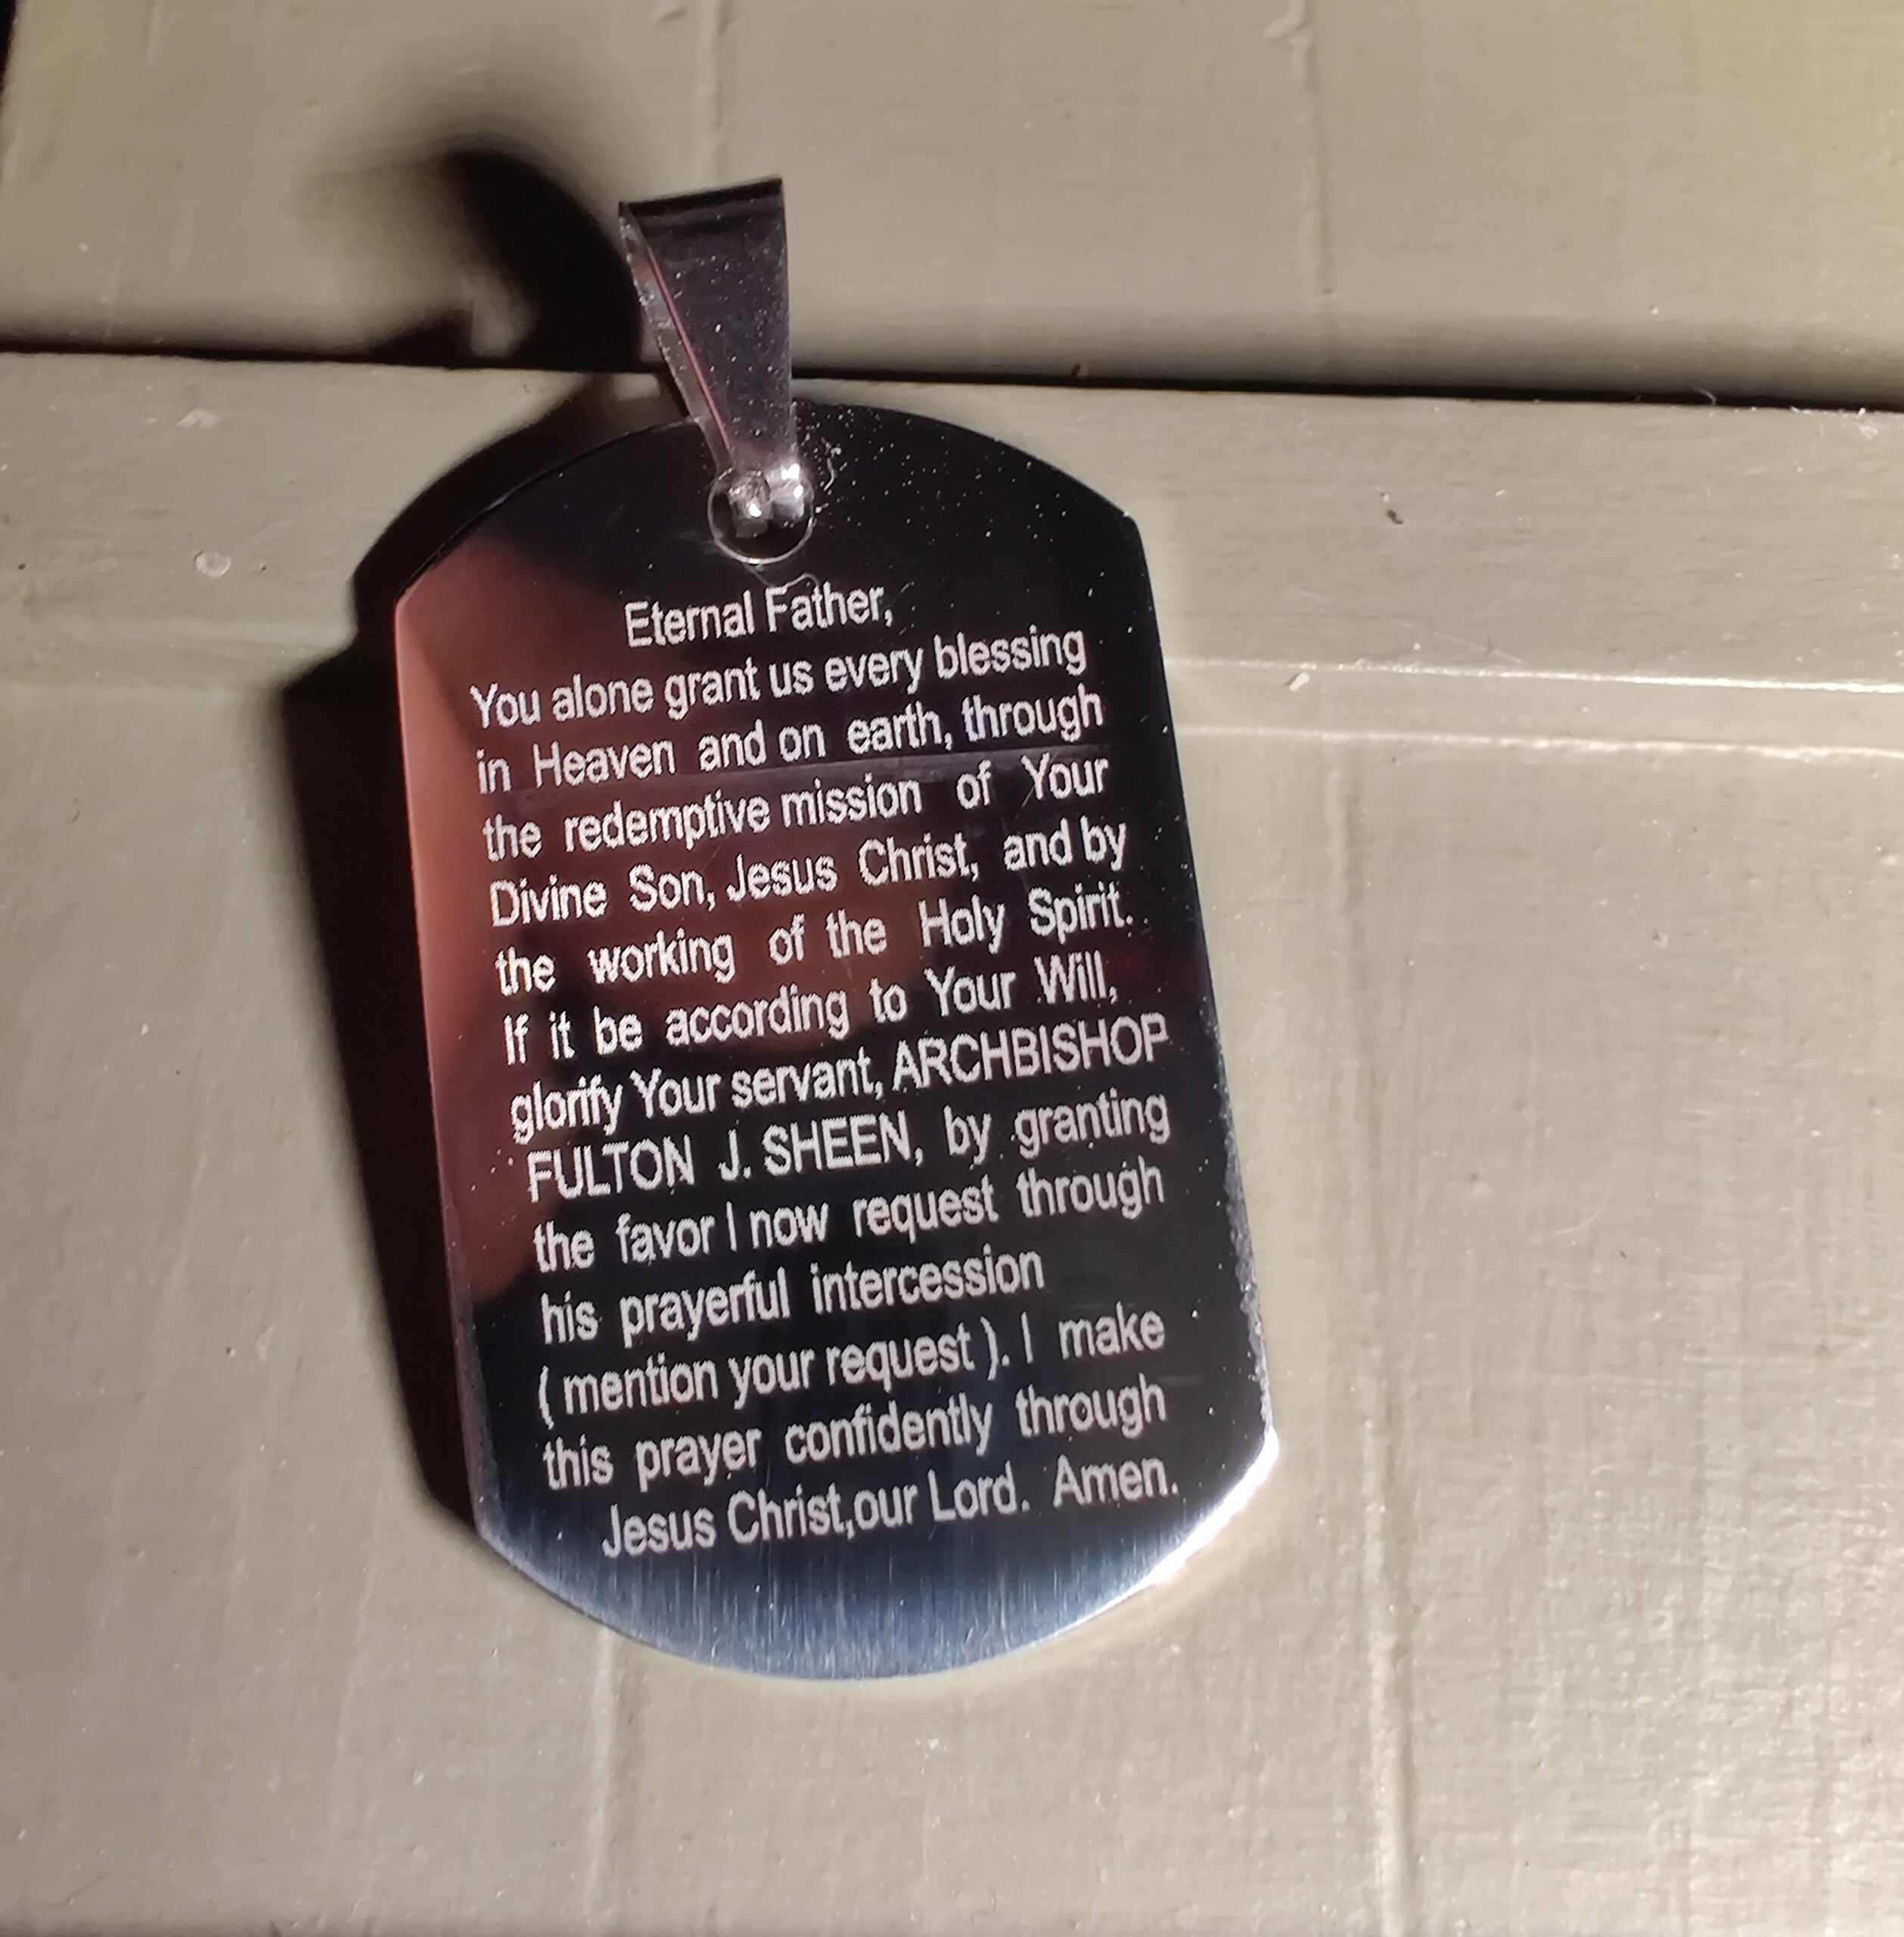 Eternal Father,
You alone grant us every blessing
in Heaven and on earth, through
the redemptive mission of Your
Divine Son, Jesus Christ, and by
the working of the Holy Spirit.
If it be according to Your Will,
glorify Your servant, ARCHBISHOP
FULTON J. SHEEN, by granting
the favor I now request through
his prayerful intercession
( mention your request ). I make
this prayer confidently through
Jesus Christ,our Lord. Amen.